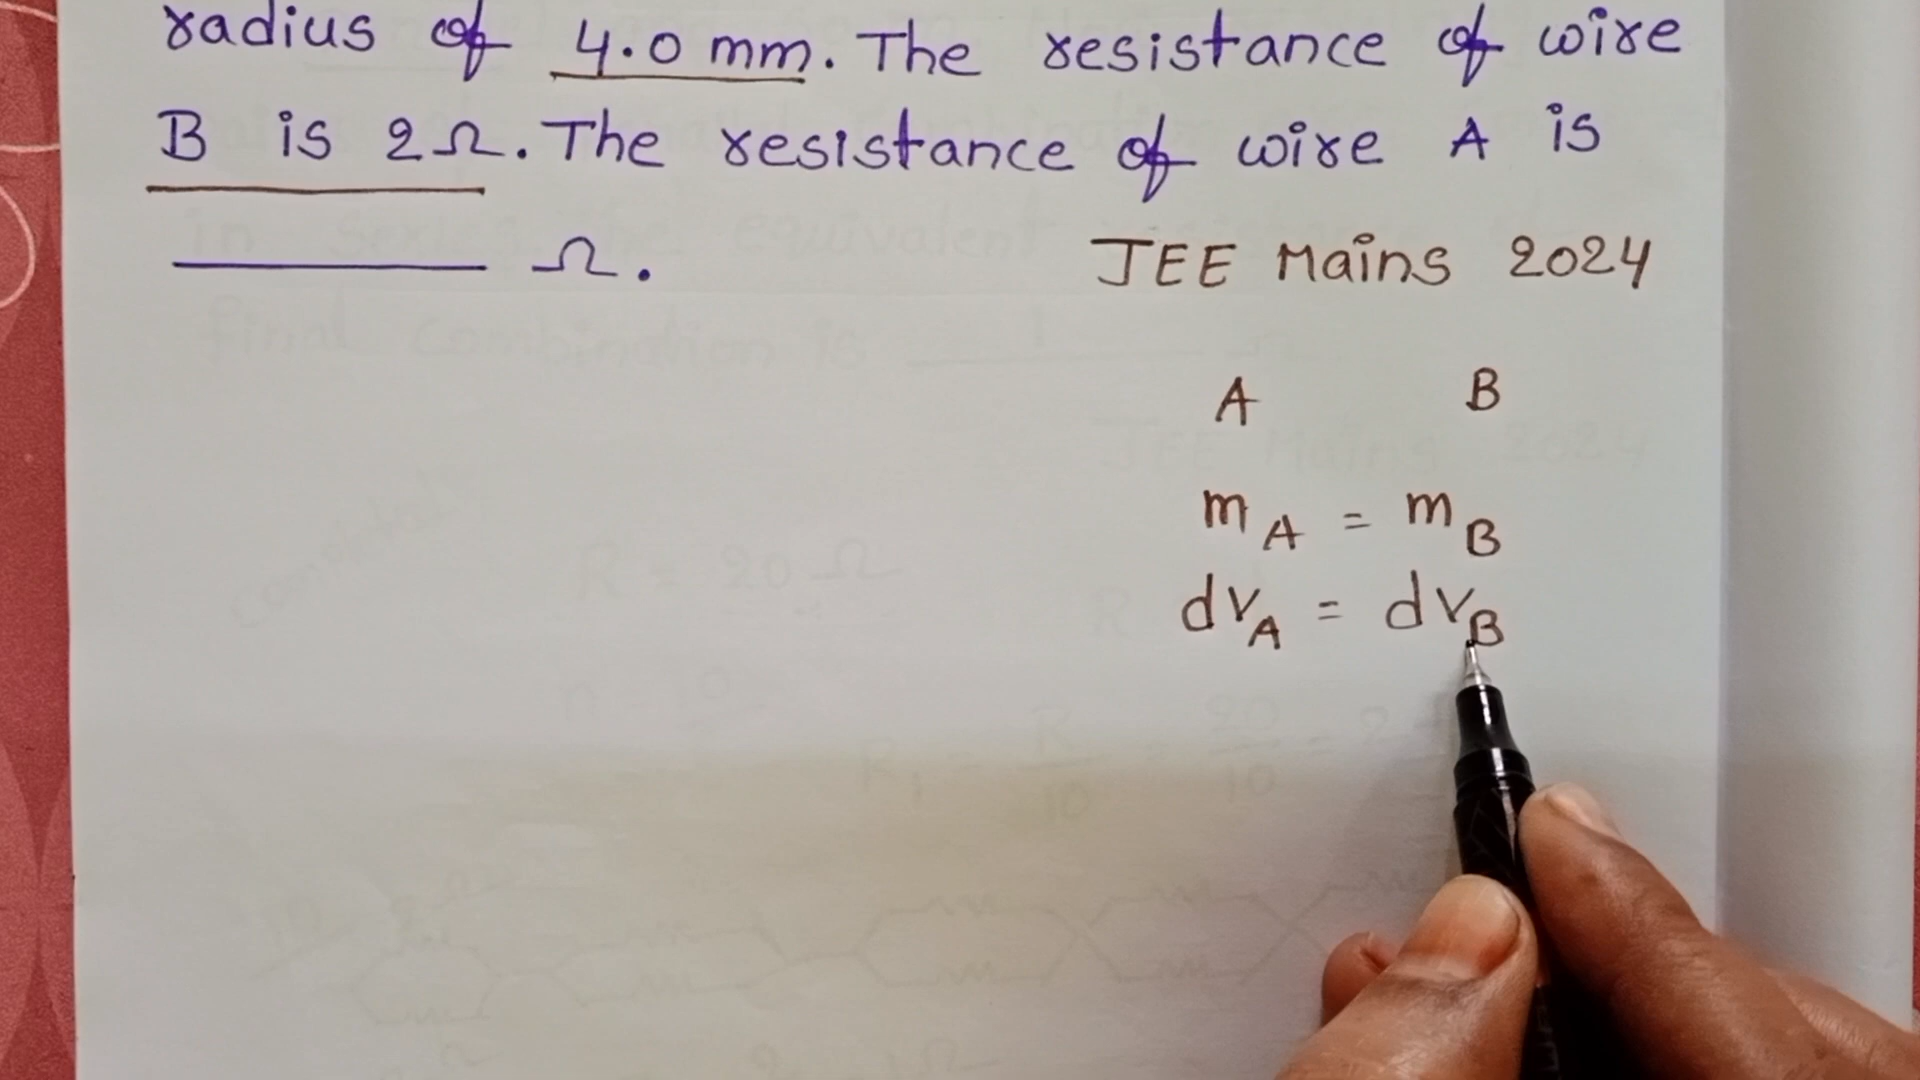 radius of 4.0 mm. The resistance of wire
B is 2Ω. The resistance of wire A is
________ Ω.
JEE Mains 2024
A B
m_A = m_B
dV_A = dV_B